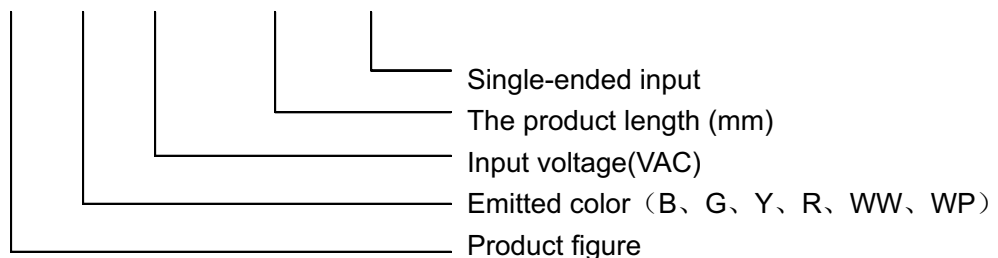 Single-ended input
The product length (mm)
Input voltage(VAC)
Emitted color（B、G、Y、R、WW、WP）
Product figure